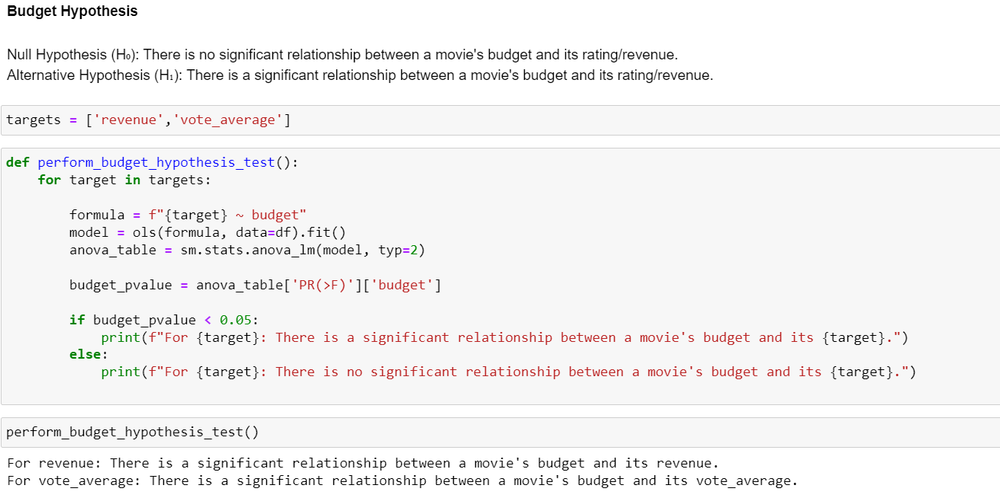 Budget Hypothesis
Null Hypothesis (H₀): There is no significant relationship between a movie's budget and its rating/revenue.
Alternative Hypothesis (H₁): There is a significant relationship between a movie's budget and its rating/revenue.
targets = ['revenue','vote_average']
def perform_budget_hypothesis_test():
    for target in targets:
        formula = f"{target} ~ budget"
        model = ols(formula, data=df).fit()
        anova_table = sm.stats.anova_lm(model, typ=2)
        budget_pvalue = anova_table['PR(>F)']['budget']
        if budget_pvalue < 0.05:
            print(f"For {target}: There is a significant relationship between a movie's budget and its {target}.")
        else:
            print(f"For {target}: There is no significant relationship between a movie's budget and its {target}.")
perform_budget_hypothesis_test()
For revenue: There is a significant relationship between a movie's budget and its revenue.
For vote_average: There is a significant relationship between a movie's budget and its vote_average.